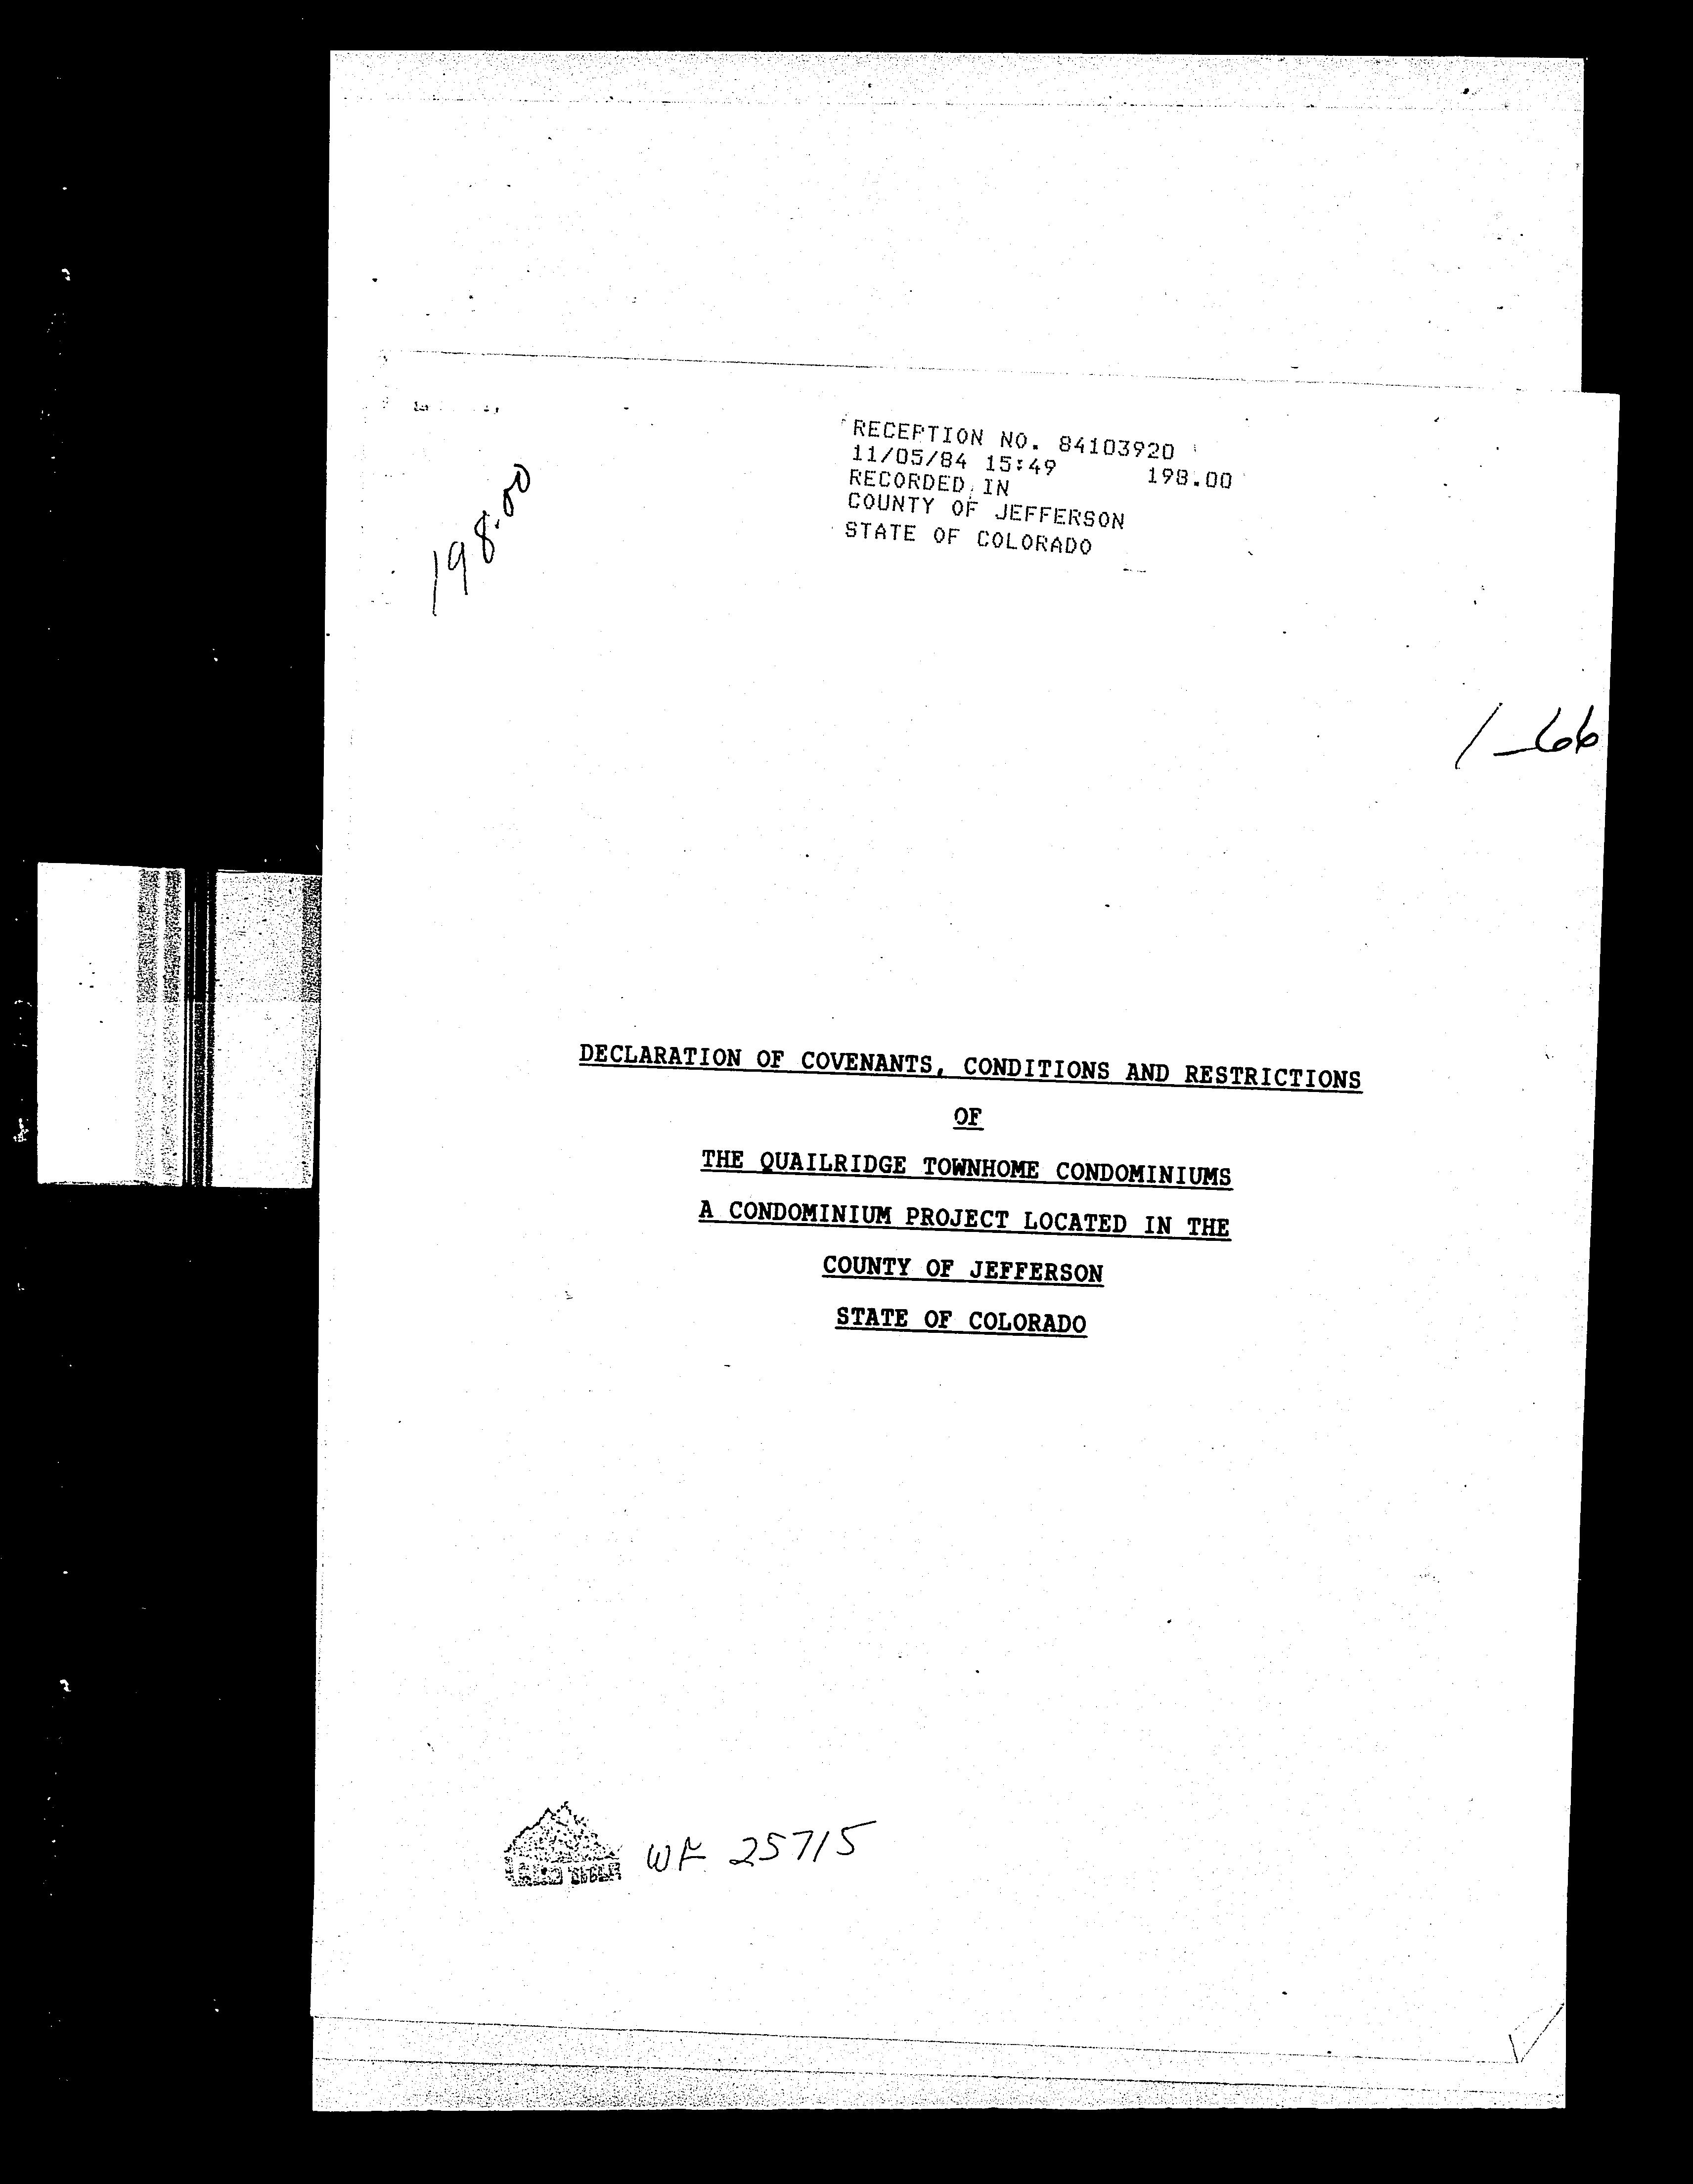 RECEPTION NO. 84103920
11/05/84 15:49 198.00
RECORDED IN
COUNTY OF JEFFERSON
STATE OF COLORADO
198.00
1-66
DECLARATION OF COVENANTS, CONDITIONS AND RESTRICTIONS
OF
THE QUAILRIDGE TOWNHOME CONDOMINIUMS
A CONDOMINIUM PROJECT LOCATED IN THE
COUNTY OF JEFFERSON
STATE OF COLORADO
WF 25715